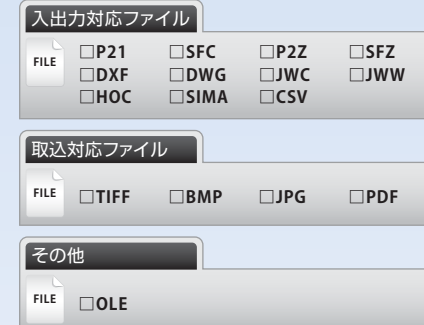 入出力対応ファイル
FILE
□P21 □SFC □P2Z □SFZ
□DXF □DWG □JWC □JWW
□HOC □SIMA □CSV
取込対応ファイル
FILE
□TIFF □BMP □JPG □PDF
その他
FILE
□OLE